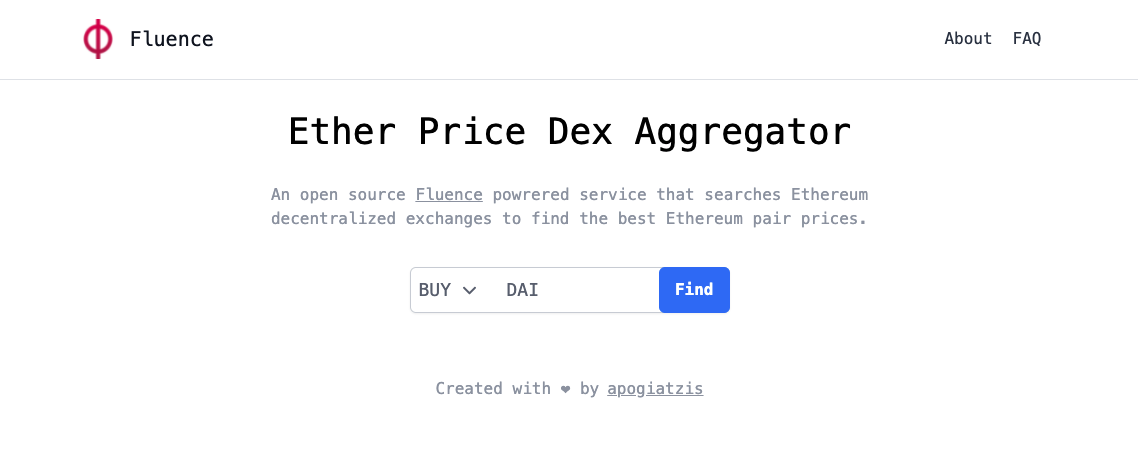 Fluence
About FAQ
Ether Price Dex Aggregator
An open source Fluence powrered service that searches Ethereum
decentralized exchanges to find the best Ethereum pair prices.
BUY DAI Find
Created with ❤ by apogiatzis